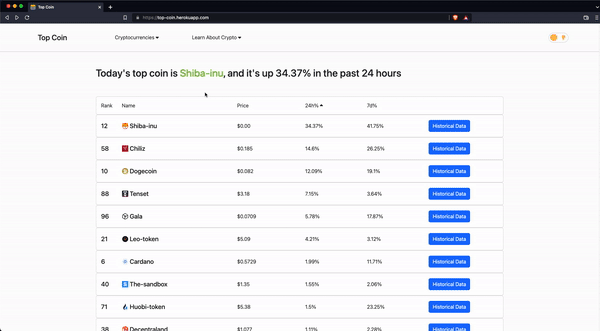 Top Coin
https://top-coin.herokuapp.com
Top Coin Cryptocurrencies Learn About Crypto
Today's top coin is Shiba-inu, and it's up 34.37% in the past 24 hours
Rank Name Price 24h% 7d%
12 Shiba-inu $0.00 34.37% 41.75% Historical Data
58 Chiliz $0.185 14.6% 26.25% Historical Data
10 Dogecoin $0.082 12.09% 19.1% Historical Data
88 Tenset $3.18 7.15% 3.64% Historical Data
96 Gala $0.0709 5.78% 17.87% Historical Data
21 Leo-token $5.09 4.21% 3.12% Historical Data
6 Cardano $0.5729 1.99% 11.71% Historical Data
40 The-sandbox $1.35 1.55% 2.06% Historical Data
71 Huobi-token $5.38 1.5% 23.25% Historical Data
38 Decentraland $1.077 1.11% 2.28% Historical Data